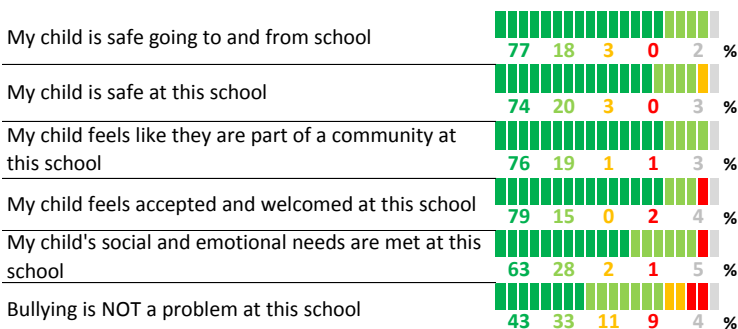 My child is safe going to and from school
77 18 3 0 2 %
My child is safe at this school
74 20 3 0 3 %
My child feels like they are part of a community at
this school
76 19 1 1 3 %
My child feels accepted and welcomed at this school
79 15 0 2 4 %
My child's social and emotional needs are met at this
school
63 28 2 1 5 %
Bullying is NOT a problem at this school
43 33 11 9 4 %